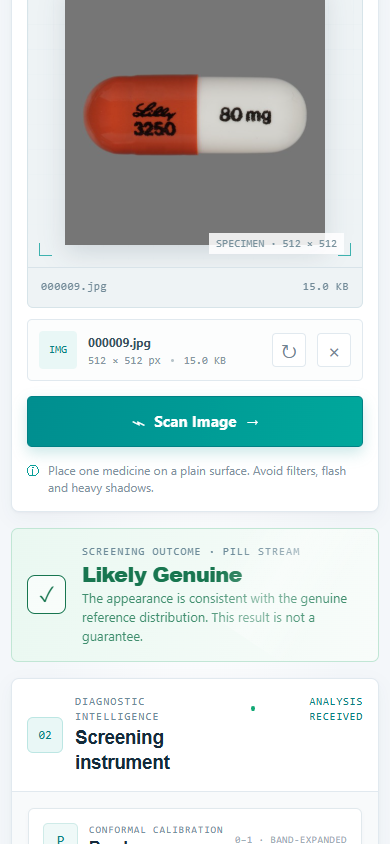 Lilly
3250
80 mg
SPECIMEN · 512 × 512
000009.jpg
15.0 KB
IMG
000009.jpg
512 × 512 px • 15.0 KB
Scan Image →
Place one medicine on a plain surface. Avoid filters, flash
and heavy shadows.
SCREENING OUTCOME · PILL STREAM
Likely Genuine
The appearance is consistent with the genuine
reference distribution. This result is not a
guarantee.
02
DIAGNOSTIC
INTELLIGENCE
Screening
instrument
ANALYSIS
RECEIVED
P
CONFORMAL CALIBRATION
0–1 · BAND-EXPANDED